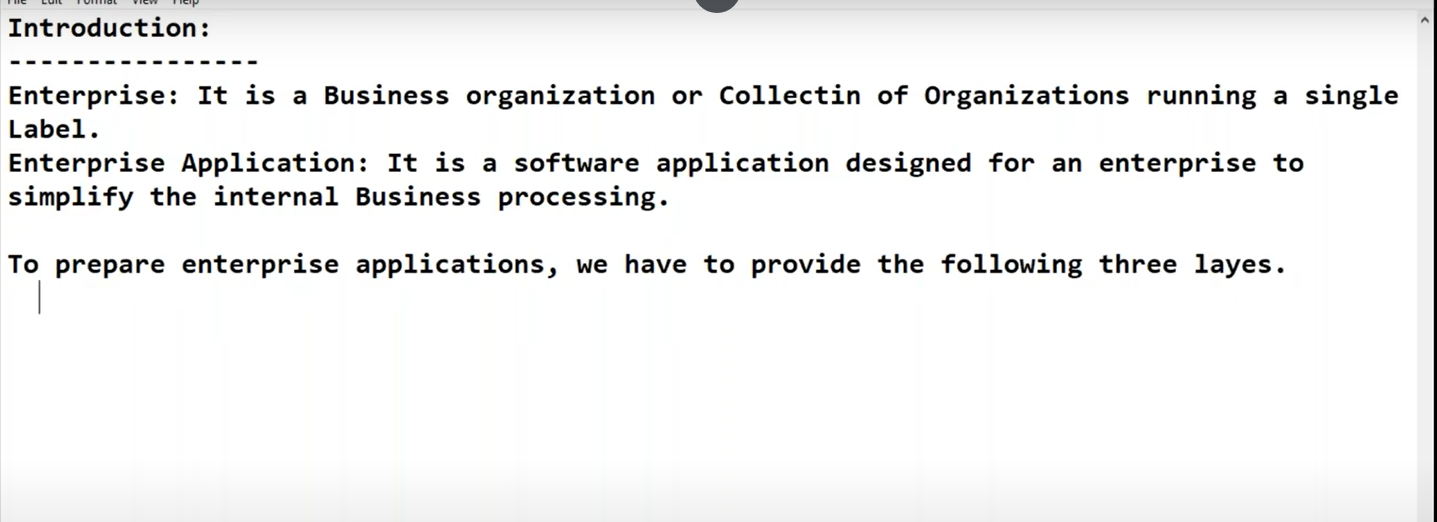 File Edit Format View Help
Introduction:
----------------
Enterprise: It is a Business organization or Collectin of Organizations running a single
Label.
Enterprise Application: It is a software application designed for an enterprise to
simplify the internal Business processing.
To prepare enterprise applications, we have to provide the following three layes.